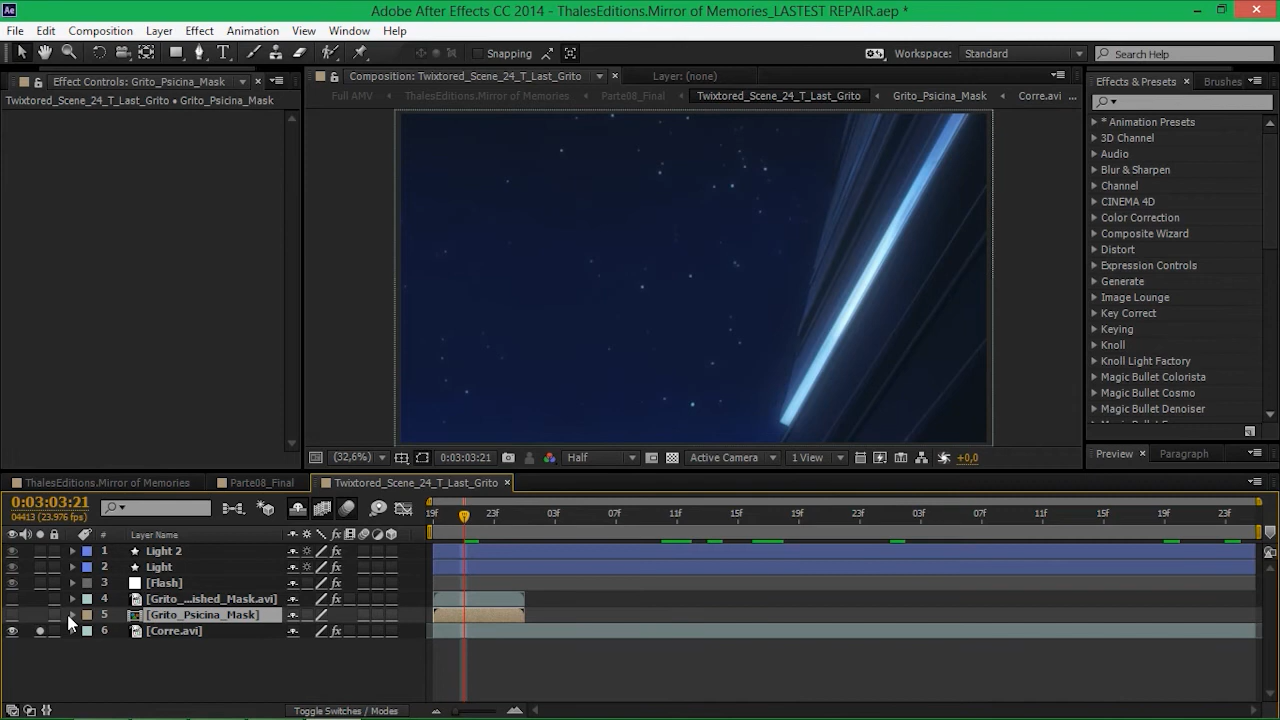 Ae Adobe After Effects CC 2014 - ThalesEditions.Mirror of Memories_LASTEST REPAIR.aep *
File Edit Composition Layer Effect Animation View Window Help
Snapping Workspace: Standard Search Help
Effect Controls: Grito_Psicina_Mask Composition: Twixtored_Scene_24_T_Last_Grito Layer: (none) Effects & Presets Brushes
Twixtored_Scene_24_T_Last_Grito • Grito_Psicina_Mask Full AMV ThalesEditions.Mirror of Memories Parte08_Final Twixtored_Scene_24_T_Last_Grito Grito_Psicina_Mask Corre.avi ...
* Animation Presets
3D Channel
Audio
Blur & Sharpen
Channel
CINEMA 4D
Color Correction
Composite Wizard
Distort
Expression Controls
Generate
Image Lounge
Key Correct
Keying
Knoll
Knoll Light Factory
Magic Bullet Colorista
Magic Bullet Cosmo
Magic Bullet Denoiser
(32,6%) 0:03:03:21 Half Active Camera 1 View +0,0 Preview Paragraph
ThalesEditions.Mirror of Memories Parte08_Final Twixtored_Scene_24_T_Last_Grito
0:03:03:21
04413 (23.976 fps)
19f 23f 03f 07f 11f 15f 19f 23f 03f 07f 11f 15f 19f 23f
# Layer Name
1 Light 2
2 Light
3 [Flash]
4 [Grito_...ished_Mask.avi]
5 [Grito_Psicina_Mask]
6 [Corre.avi]
Toggle Switches / Modes